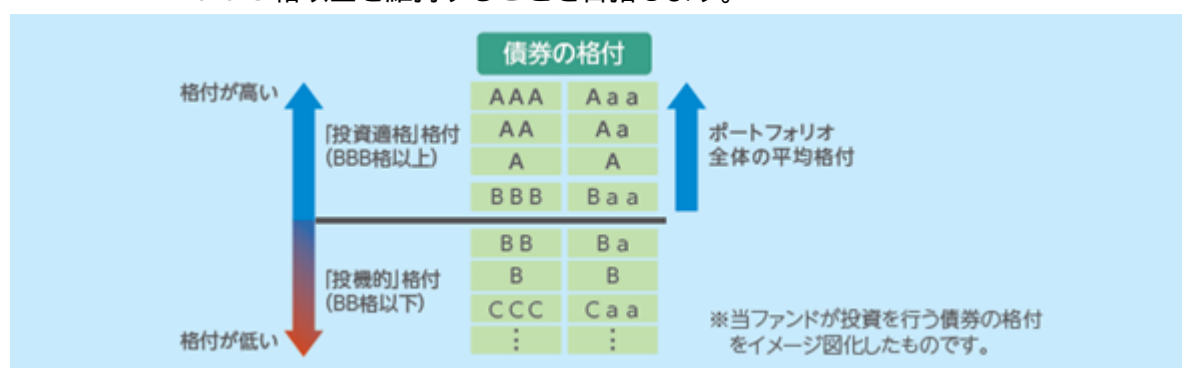 債券の格付
格付が高い
「投資適格」格付
(BBB格以上)
AAA Aaa
AA Aa
A A
BBB Baa
ポートフォリオ
全体の平均格付
「投機的」格付
(BB格以下)
BB Ba
B B
CCC Caa
⋮ ⋮
格付が低い
※当ファンドが投資を行う債券の格付
をイメージ図化したものです。